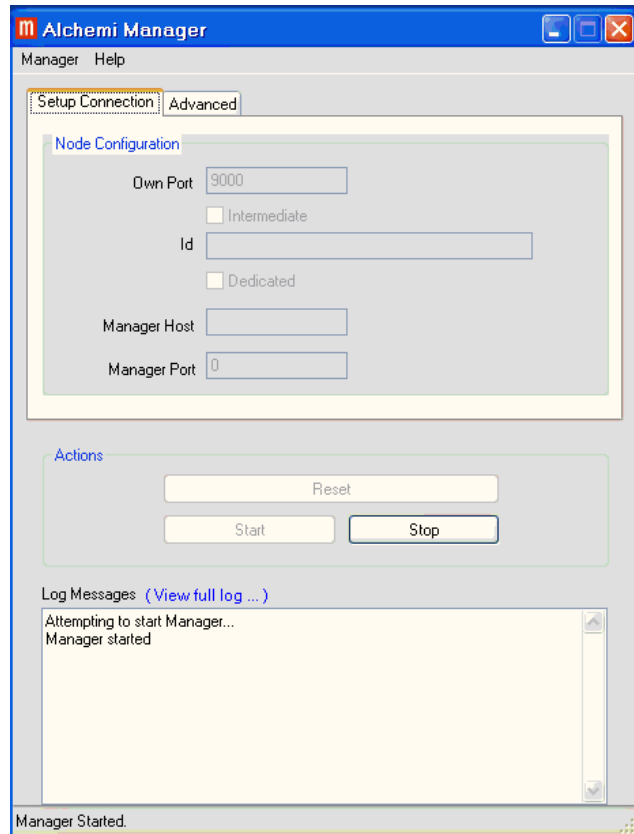 m Alchemi Manager
Manager Help
Setup Connection Advanced
Node Configuration
Own Port 9000
Intermediate
Id
Dedicated
Manager Host
Manager Port 0
Actions
Reset
Start Stop
Log Messages (View full log ...)
Attempting to start Manager...
Manager started
Manager Started.